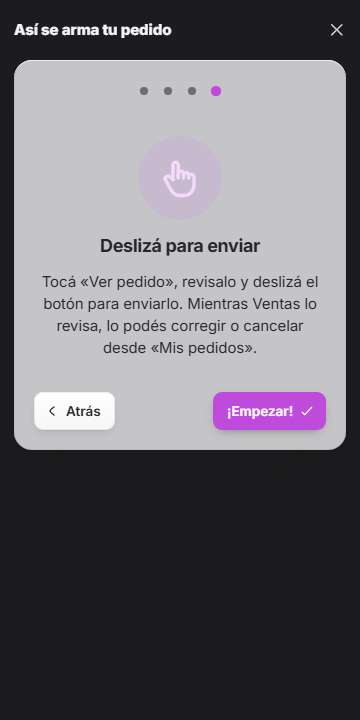 Así se arma tu pedido
Deslizá para enviar
Tocá «Ver pedido», revisalo y deslizá el
botón para enviarlo. Mientras Ventas lo
revisa, lo podés corregir o cancelar
desde «Mis pedidos».
Atrás
¡Empezar!